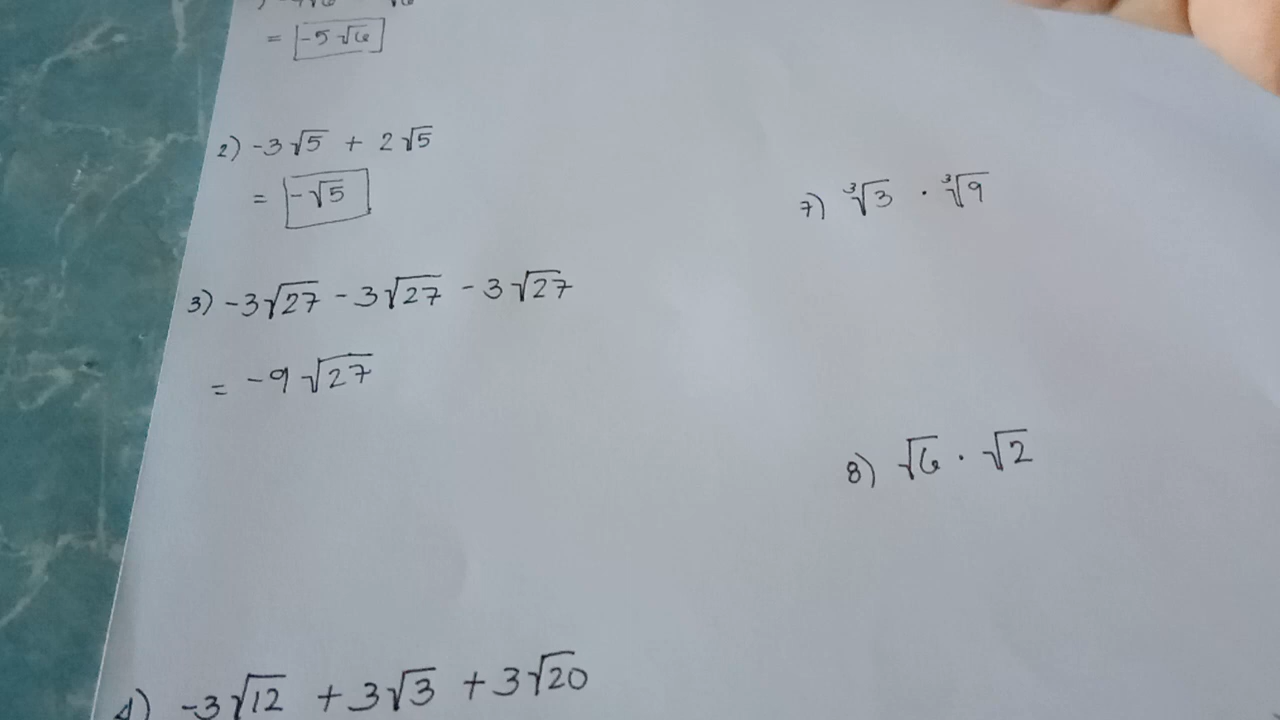 = -5√6
2) -3√5 + 2√5
= -√5
3) -3√27 - 3√27 - 3√27
= -9√27
4) -3√12 + 3√3 + 3√20
7) ∛3 · ∛9
8) √6 · √2